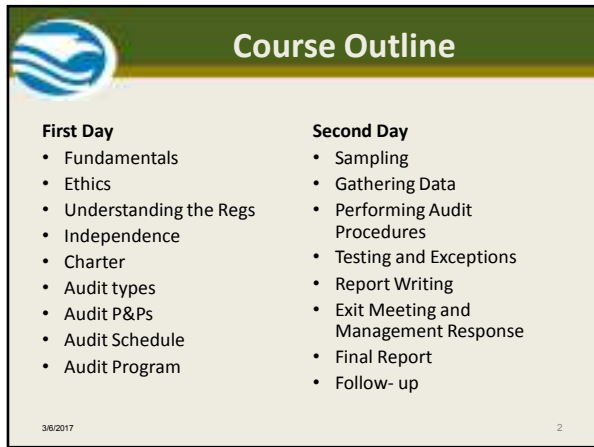 Course Outline
First Day
• Fundamentals
• Ethics
• Understanding the Regs
• Independence
• Charter
• Audit types
• Audit P&Ps
• Audit Schedule
• Audit Program
Second Day
• Sampling
• Gathering Data
• Performing Audit
Procedures
• Testing and Exceptions
• Report Writing
• Exit Meeting and
Management Response
• Final Report
• Follow- up
3/6/2017
2